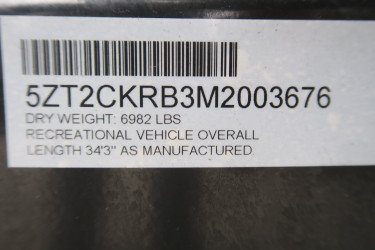 5ZT2CKRB3M2003676
DRY WEIGHT: 6982 LBS
RECREATIONAL VEHICLE OVERALL
LENGTH 34'3" AS MANUFACTURED